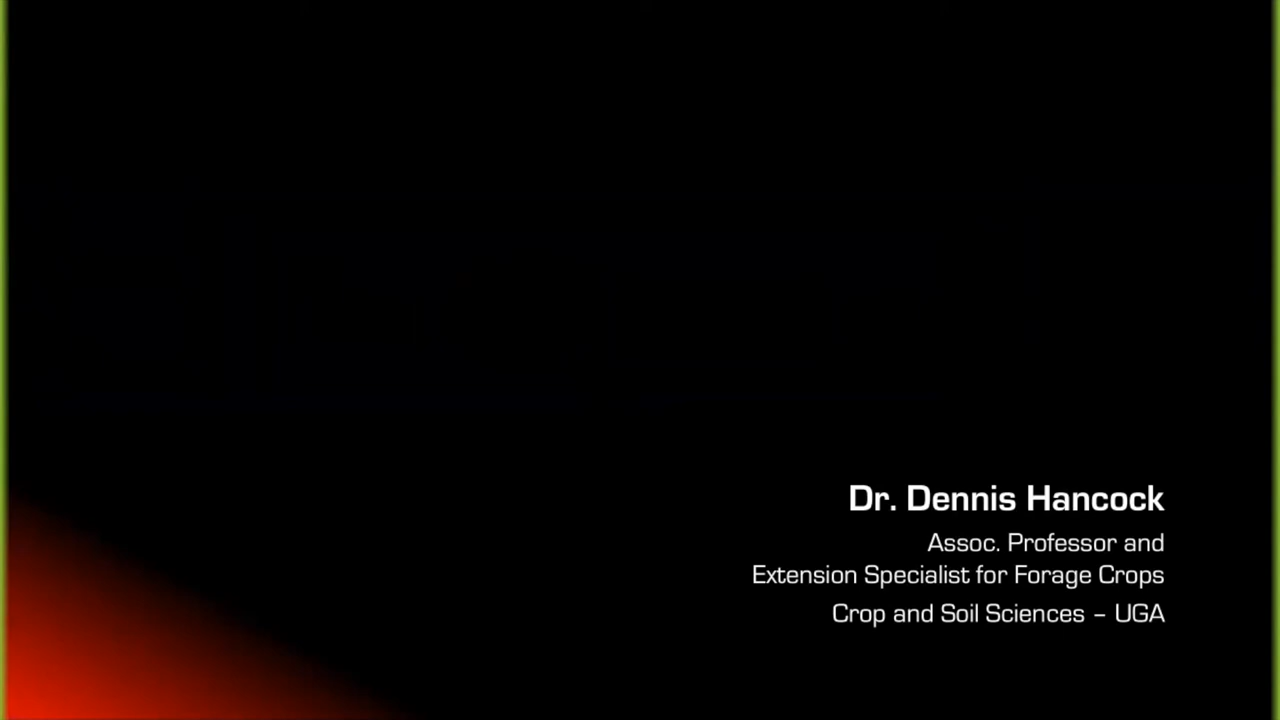 Dr. Dennis Hancock
Assoc. Professor and
Extension Specialist for Forage Crops
Crop and Soil Sciences – UGA